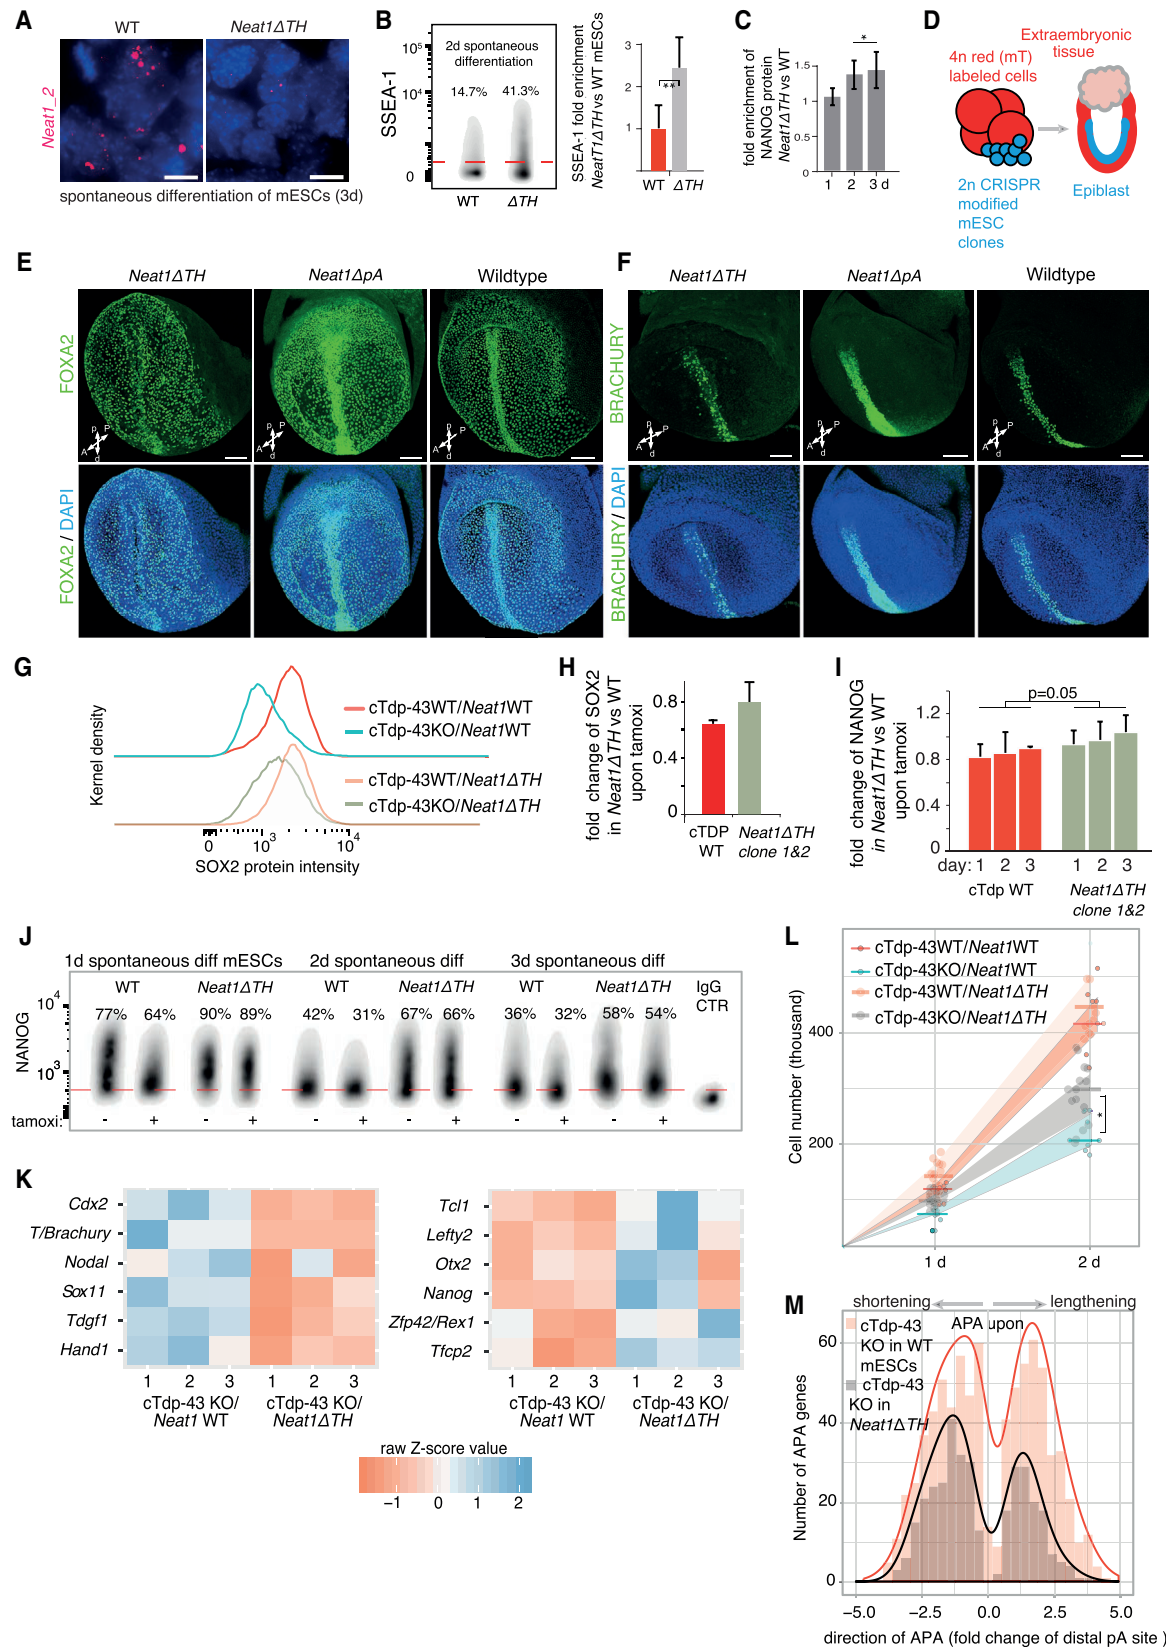 A
WT
Neat1ΔTH
Neat1_2
spontaneous differentiation of mESCs (3d)
B
SSEA-1
10⁵
10⁴
0
2d spontaneous
differentiation
14.7%
41.3%
WT
ΔTH
SSEA-1 fold enrichment
NeatT1ΔTH vs WT mESCs
3
2
1
**
WT
ΔTH
C
fold enrichment of
NANOG protein
Neat1ΔTH vs WT
1.5
1
.5
0
*
1
2
3 d
D
4n red (mT)
labeled cells
Extraembryonic
tissue
2n CRISPR
modified
mESC
clones
Epiblast
E
Neat1ΔTH
Neat1ΔpA
Wildtype
FOXA2
FOXA2 / DAPI
p
P
A
d
p
P
A
d
p
P
A
d
F
Neat1ΔTH
Neat1ΔpA
Wildtype
BRACHURY
BRACHURY/ DAPI
p
P
A
d
p
P
A
d
p
P
A
d
G
Kernel density
cTdp-43WT/Neat1WT
cTdp-43KO/Neat1WT
cTdp-43WT/Neat1ΔTH
cTdp-43KO/Neat1ΔTH
0
10³
10⁴
SOX2 protein intensity
H
fold change of SOX2
in Neat1ΔTH vs WT
upon tamoxi
0.8
0.4
0
cTDP
WT
Neat1ΔTH
clone 1&2
I
fold change of NANOG
in Neat1ΔTH vs WT
upon tamoxi
1.2
0.8
0.4
0
p=0.05
day: 1 2 3 1 2 3
cTdp WT
Neat1ΔTH
clone 1&2
J
1d spontaneous diff mESCs
2d spontaneous diff
3d spontaneous diff
WT
Neat1ΔTH
WT
Neat1ΔTH
WT
Neat1ΔTH
IgG
CTR
NANOG
10⁴
10³
77% 64% 90% 89% 42% 31% 67% 66% 36% 32% 58% 54%
tamoxi: - + - + - + - + - + - +
K
Cdx2
T/Brachury
Nodal
Sox11
Tdgf1
Hand1
1 2 3 1 2 3
cTdp-43 KO/
Neat1 WT
cTdp-43 KO/
Neat1ΔTH
Tcl1
Lefty2
Otx2
Nanog
Zfp42/Rex1
Tfcp2
1 2 3 1 2 3
cTdp-43 KO/
Neat1 WT
cTdp-43 KO/
Neat1ΔTH
raw Z-score value
−1 0 1 2
L
cTdp-43WT/Neat1WT
cTdp-43KO/Neat1WT
cTdp-43WT/Neat1ΔTH
cTdp-43KO/Neat1ΔTH
Cell number (thousand)
400
200
*
1 d
2 d
M
shortening
lengthening
APA upon
cTdp-43
KO in WT
mESCs
cTdp-43
KO in
Neat1ΔTH
Number of APA genes
60
40
20
0
−5.0 −2.5 0.0 2.5 5.0
direction of APA (fold change of distal pA site )